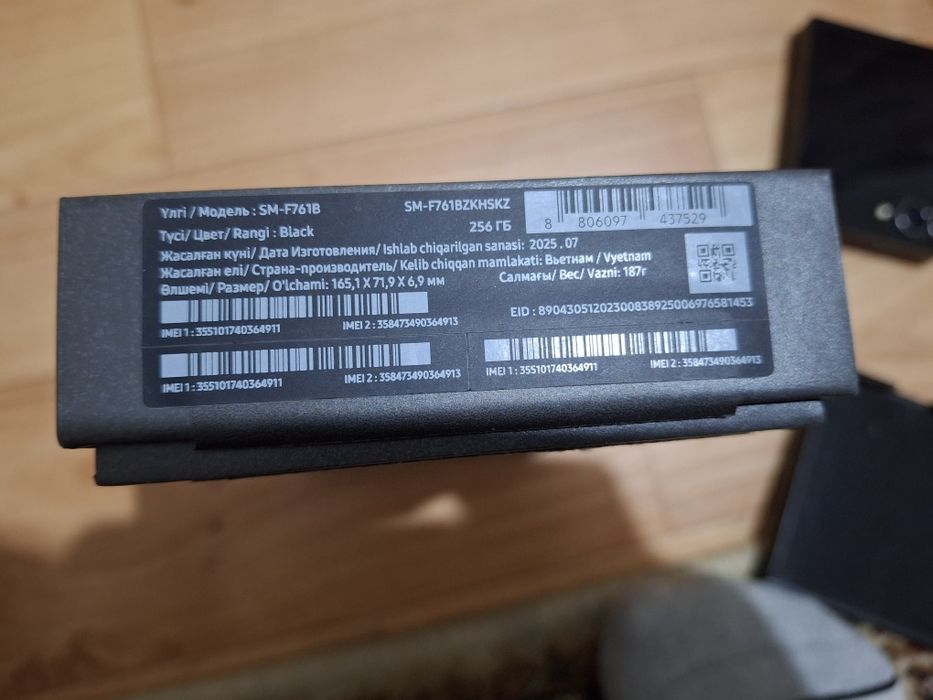 Үлгі / Модель : SM-F761B SM-F761BZKHSKZ
Түсі/ Цвет/ Rangi : Black 256 ГБ
8 806097 437529
Жасалған күні/ Дата Изготовления/ Ishlab chiqarilgan sanasi: 2025 . 07
Жасалған елі/ Страна-производитель/ Kelib chiqqan mamlakati: Вьетнам / Vyetnam
Өлшемі/ Размер/ O'lchami: 165,1 X 71,9 X 6,9 мм Салмағы/ Вес/ Vazni: 187г
IMEI 1 : 355101740364911 IMEI 2 : 358473490364913
EID : 89043051202300838925006976581453
IMEI 1 : 355101740364911 IMEI 2 : 358473490364913
IMEI 1 : 355101740364911 IMEI 2 : 358473490364913